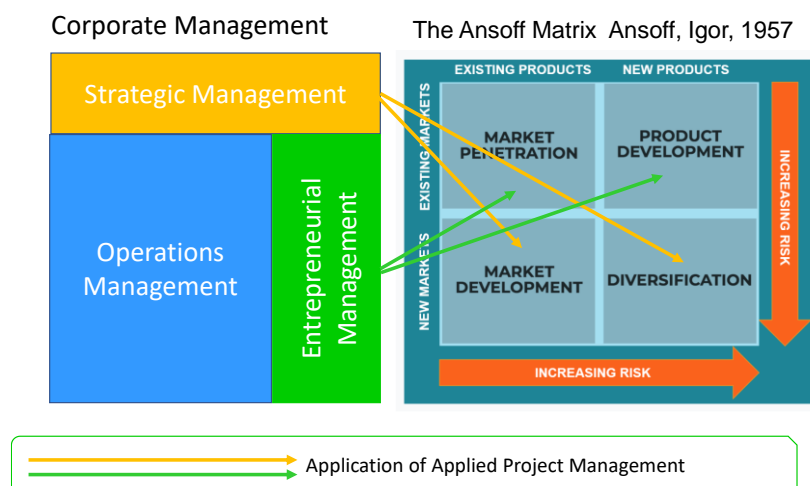 Corporate Management
The Ansoff Matrix Ansoff, Igor, 1957
Strategic Management
Operations
Management
Entrepreneurial
Management
EXISTING PRODUCTS
NEW PRODUCTS
EXISTING MARKETS
NEW MARKETS
MARKET
PENETRATION
PRODUCT
DEVELOPMENT
MARKET
DEVELOPMENT
DIVERSIFICATION
INCREASING RISK
INCREASING RISK
Application of Applied Project Management